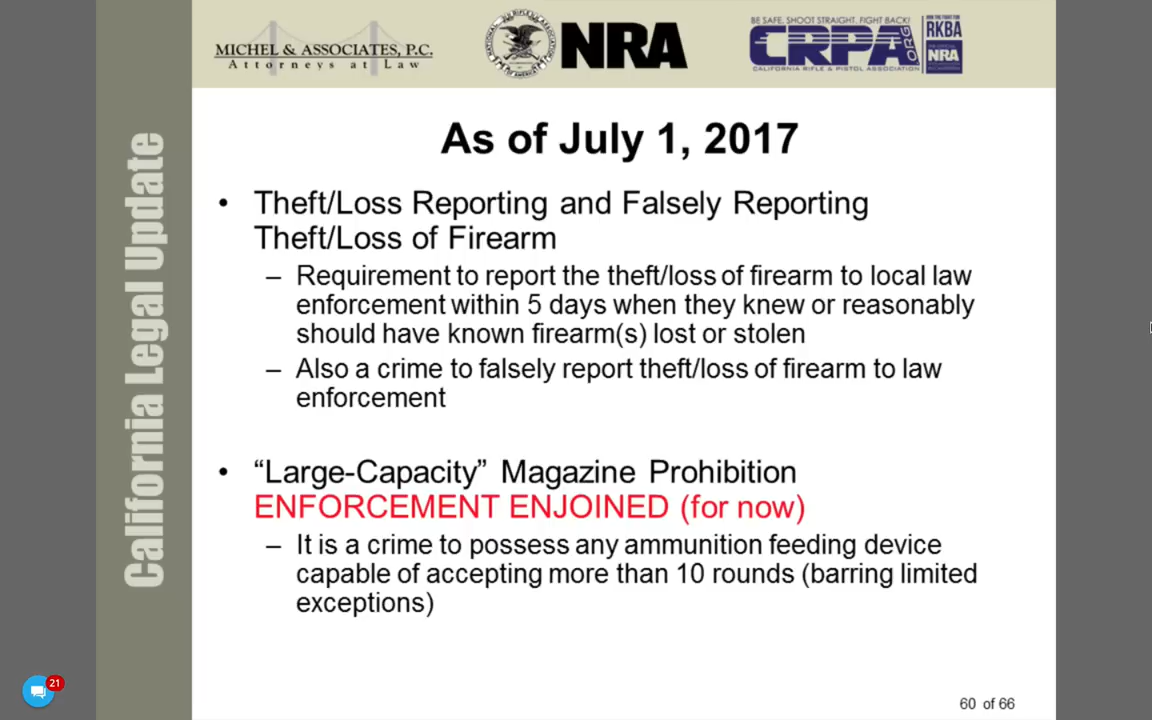 MICHEL & ASSOCIATES, P.C.
Attorneys at Law
NRA
BE SAFE, SHOOT STRAIGHT, FIGHT BACK!
CRPA.ORG
CALIFORNIA RIFLE & PISTOL ASSOCIATION
RKBA
NRA
California Legal Update
As of July 1, 2017
• Theft/Loss Reporting and Falsely Reporting
Theft/Loss of Firearm
– Requirement to report the theft/loss of firearm to local law
enforcement within 5 days when they knew or reasonably
should have known firearm(s) lost or stolen
– Also a crime to falsely report theft/loss of firearm to law
enforcement
• “Large-Capacity” Magazine Prohibition
ENFORCEMENT ENJOINED (for now)
– It is a crime to possess any ammunition feeding device
capable of accepting more than 10 rounds (barring limited
exceptions)
21
60 of 66